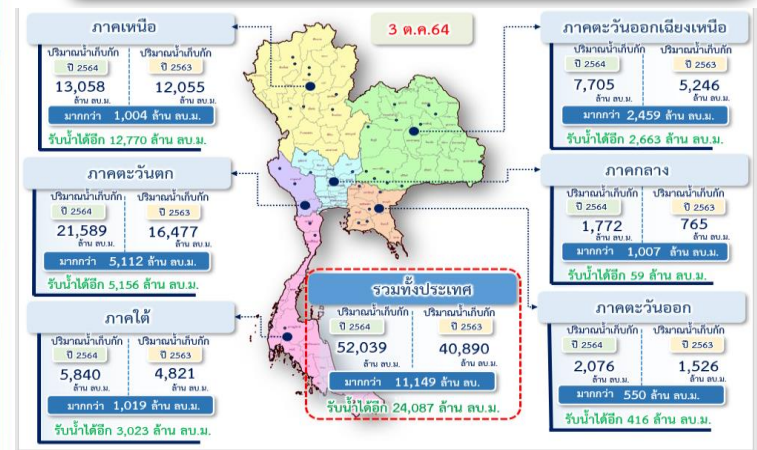 3 ต.ค.64
ภาคเหนือ
ปริมาณน้ำเก็บกัก ปริมาณน้ำเก็บกัก
ปี 2564 ปี 2563
13,058 12,055
ล้าน ลบ.ม. ล้าน ลบ.ม.
มากกว่า 1,004 ล้าน ลบ.ม.
รับน้ำได้อีก 12,770 ล้าน ลบ.ม.
ภาคตะวันออกเฉียงเหนือ
ปริมาณน้ำเก็บกัก ปริมาณน้ำเก็บกัก
ปี 2564 ปี 2563
7,705 5,246
ล้าน ลบ.ม. ล้าน ลบ.ม.
มากกว่า 2,459 ล้าน ลบ.ม.
รับน้ำได้อีก 2,663 ล้าน ลบ.ม.
ภาคตะวันตก
ปริมาณน้ำเก็บกัก ปริมาณน้ำเก็บกัก
ปี 2564 ปี 2563
21,589 16,477
ล้าน ลบ.ม. ล้าน ลบ.ม.
มากกว่า 5,112 ล้าน ลบ.ม.
รับน้ำได้อีก 5,156 ล้าน ลบ.ม.
ภาคกลาง
ปริมาณน้ำเก็บกัก ปริมาณน้ำเก็บกัก
ปี 2564 ปี 2563
1,772 765
ล้าน ลบ.ม. ล้าน ลบ.ม.
มากกว่า 1,007 ล้าน ลบ.ม.
รับน้ำได้อีก 59 ล้าน ลบ.ม.
ภาคใต้
ปริมาณน้ำเก็บกัก ปริมาณน้ำเก็บกัก
ปี 2564 ปี 2563
5,840 4,821
ล้าน ลบ.ม. ล้าน ลบ.ม.
มากกว่า 1,019 ล้าน ลบ.ม.
รับน้ำได้อีก 3,023 ล้าน ลบ.ม.
รวมทั้งประเทศ
ปริมาณน้ำเก็บกัก ปริมาณน้ำเก็บกัก
ปี 2564 ปี 2563
52,039 40,890
ล้าน ลบ.ม. ล้าน ลบ.ม.
มากกว่า 11,149 ลบ.
รับน้ำได้อีก 24,087 ล้าน ลบ.ม.
ภาคตะวันออก
ปริมาณน้ำเก็บกัก ปริมาณน้ำเก็บกัก
ปี 2564 ปี 2563
2,076 1,526
ล้าน ลบ.ม. ล้าน ลบ.ม.
มากกว่า 550 ล้าน ลบ.ม.
รับน้ำได้อีก 416 ล้าน ลบ.ม.